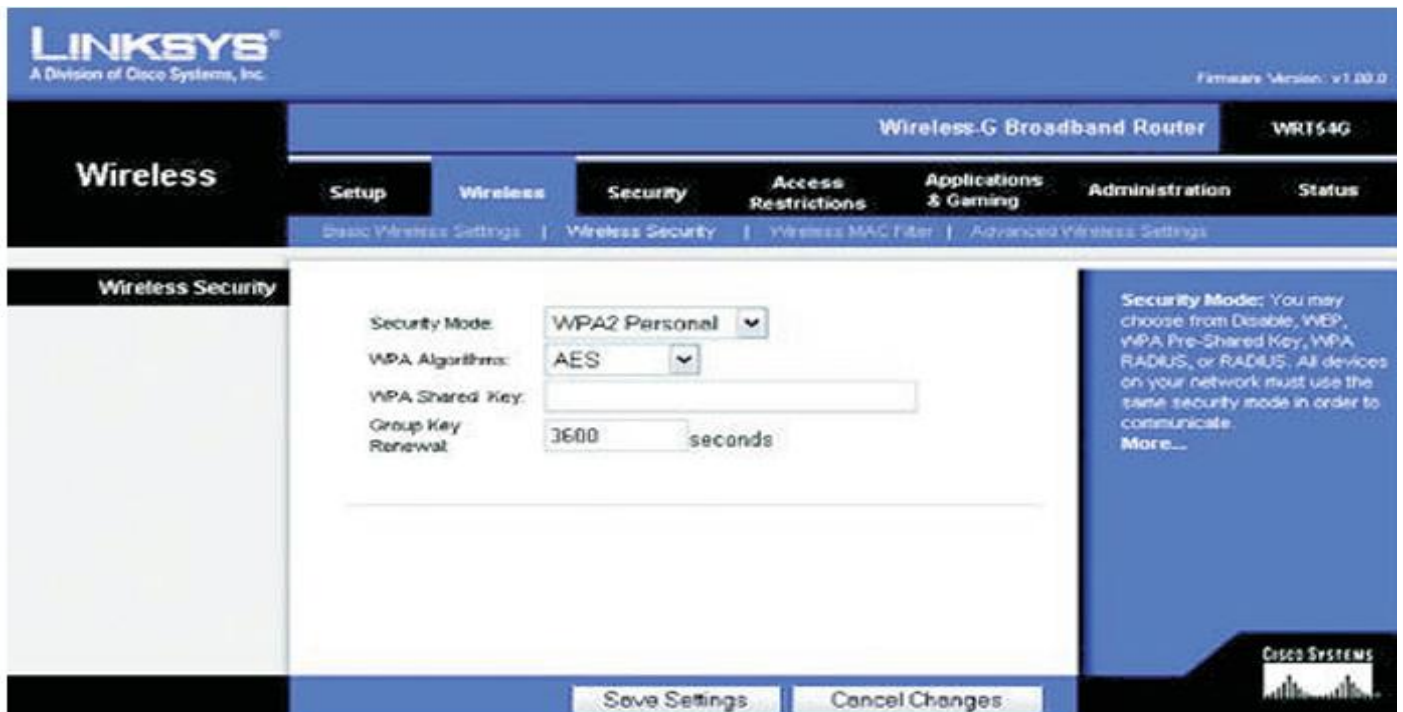 LINKSYS®
A Division of Cisco Systems, Inc.
Firmware Version: v1.00.0
Wireless-G Broadband Router
WRT54G
Wireless
Setup
Wireless
Security
Access Restrictions
Applications & Gaming
Administration
Status
Basic Wireless Settings | Wireless Security | Wireless MAC Filter | Advanced Wireless Settings
Wireless Security
Security Mode: WPA2 Personal
WPA Algorithms: AES
WPA Shared Key:
Group Key Renewal: 3600 seconds
Security Mode: You may
choose from Disable, WEP,
WPA Pre-Shared Key, WPA
RADIUS, or RADIUS. All devices
on your network must use the
same security mode in order to
communicate.
More...
CISCO SYSTEMS
Save Settings
Cancel Changes